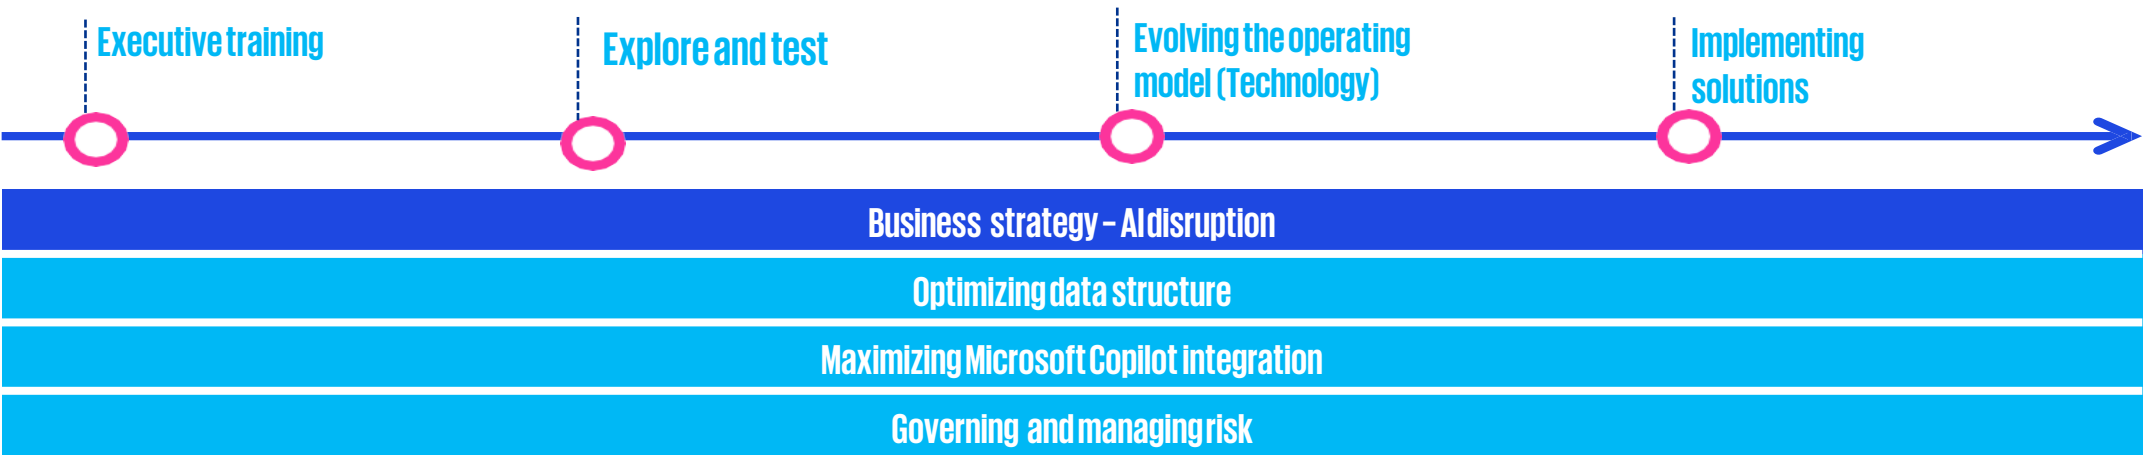 Executive training
Explore and test
Evolving the operating
model (Technology)
Implementing
solutions
Business strategy – AI disruption
Optimizing data structure
Maximizing Microsoft Copilot integration
Governing and managing risk